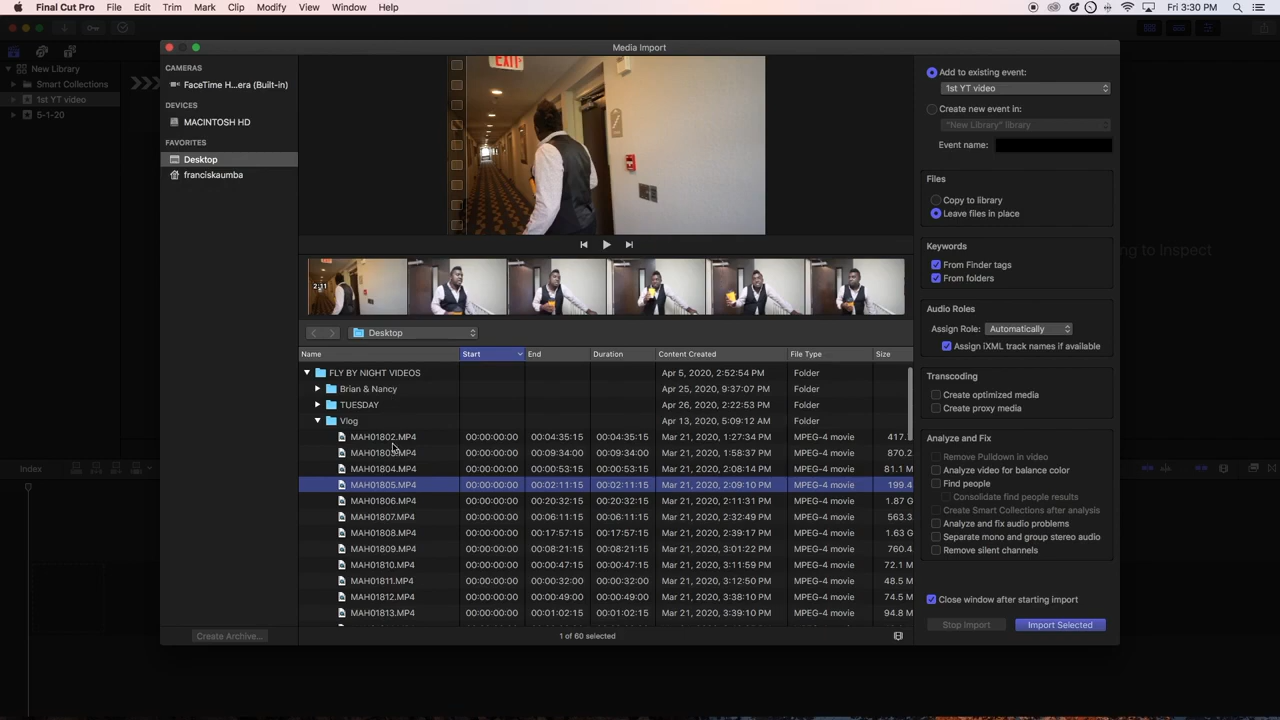 Final Cut Pro File Edit Trim Mark Clip Modify View Window Help Fri 3:30 PM
Media Import
New Library
Smart Collections
1st YT video
5-1-20
CAMERAS
FaceTime H...era (Built-in)
DEVICES
MACINTOSH HD
FAVORITES
Desktop
franciskaumba
EXIT
2:11
Desktop
Name Start End Duration Content Created File Type Size
FLY BY NIGHT VIDEOS Apr 5, 2020, 2:52:54 PM Folder
Brian & Nancy Apr 25, 2020, 9:37:07 PM Folder
TUESDAY Apr 26, 2020, 2:22:53 PM Folder
Vlog Apr 13, 2020, 5:09:12 AM Folder
MAH01802.MP4 00:00:00:00 00:04:35:15 00:04:35:15 Mar 21, 2020, 1:27:34 PM MPEG-4 movie 417.
MAH01803.MP4 00:00:00:00 00:09:34:00 00:09:34:00 Mar 21, 2020, 1:58:37 PM MPEG-4 movie 870.2
MAH01804.MP4 00:00:00:00 00:00:53:15 00:00:53:15 Mar 21, 2020, 2:08:14 PM MPEG-4 movie 81.1 M
MAH01805.MP4 00:00:00:00 00:02:11:15 00:02:11:15 Mar 21, 2020, 2:09:10 PM MPEG-4 movie 199.4
MAH01806.MP4 00:00:00:00 00:20:32:15 00:20:32:15 Mar 21, 2020, 2:11:31 PM MPEG-4 movie 1.87 G
MAH01807.MP4 00:00:00:00 00:06:11:15 00:06:11:15 Mar 21, 2020, 2:32:49 PM MPEG-4 movie 563.3
MAH01808.MP4 00:00:00:00 00:17:57:15 00:17:57:15 Mar 21, 2020, 2:39:17 PM MPEG-4 movie 1.63 G
MAH01809.MP4 00:00:00:00 00:08:21:15 00:08:21:15 Mar 21, 2020, 3:01:22 PM MPEG-4 movie 760.4
MAH01810.MP4 00:00:00:00 00:00:47:15 00:00:47:15 Mar 21, 2020, 3:11:59 PM MPEG-4 movie 72.1 M
MAH01811.MP4 00:00:00:00 00:00:32:00 00:00:32:00 Mar 21, 2020, 3:12:50 PM MPEG-4 movie 48.5 M
MAH01812.MP4 00:00:00:00 00:00:49:00 00:00:49:00 Mar 21, 2020, 3:38:10 PM MPEG-4 movie 74.5 M
MAH01813.MP4 00:00:00:00 00:01:02:15 00:01:02:15 Mar 21, 2020, 3:39:39 PM MPEG-4 movie 94.8 M
Create Archive...
1 of 60 selected
Add to existing event:
1st YT video
Create new event in:
"New Library" library
Event name:
Files
Copy to library
Leave files in place
Keywords
From Finder tags
From folders
Audio Roles
Assign Role: Automatically
Assign iXML track names if available
Transcoding
Create optimized media
Create proxy media
Analyze and Fix
Remove Pulldown in video
Analyze video for balance color
Find people
Consolidate find people results
Create Smart Collections after analysis
Analyze and fix audio problems
Separate mono and group stereo audio
Remove silent channels
Close window after starting import
Stop Import Import Selected
ng to Inspect
Index